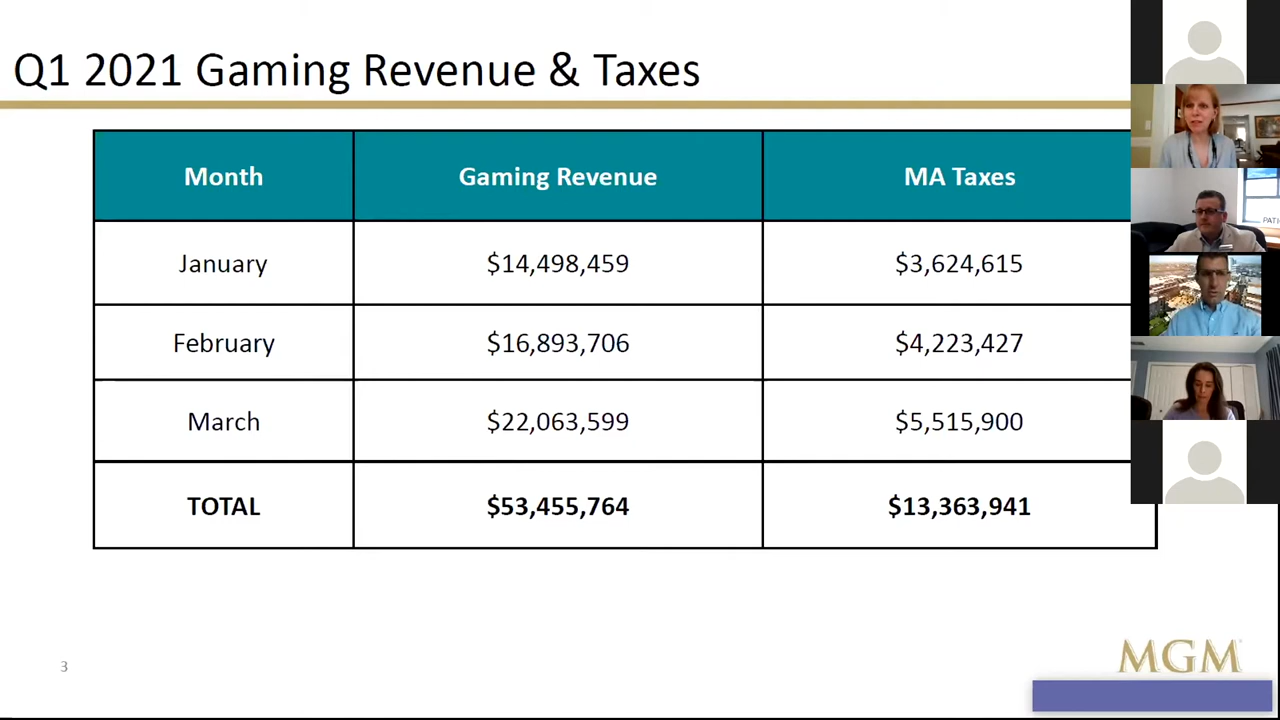 Q1 2021 Gaming Revenue & Taxes
Month Gaming Revenue MA Taxes
January $14,498,459 $3,624,615
February $16,893,706 $4,223,427
March $22,063,599 $5,515,900
TOTAL $53,455,764 $13,363,941
PATI
3
MGM